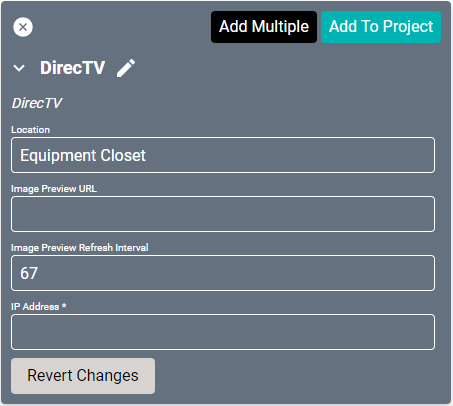 Add Multiple
Add To Project
DirecTV
DirecTV
Location
Equipment Closet
Image Preview URL
Image Preview Refresh Interval
67
IP Address *
Revert Changes